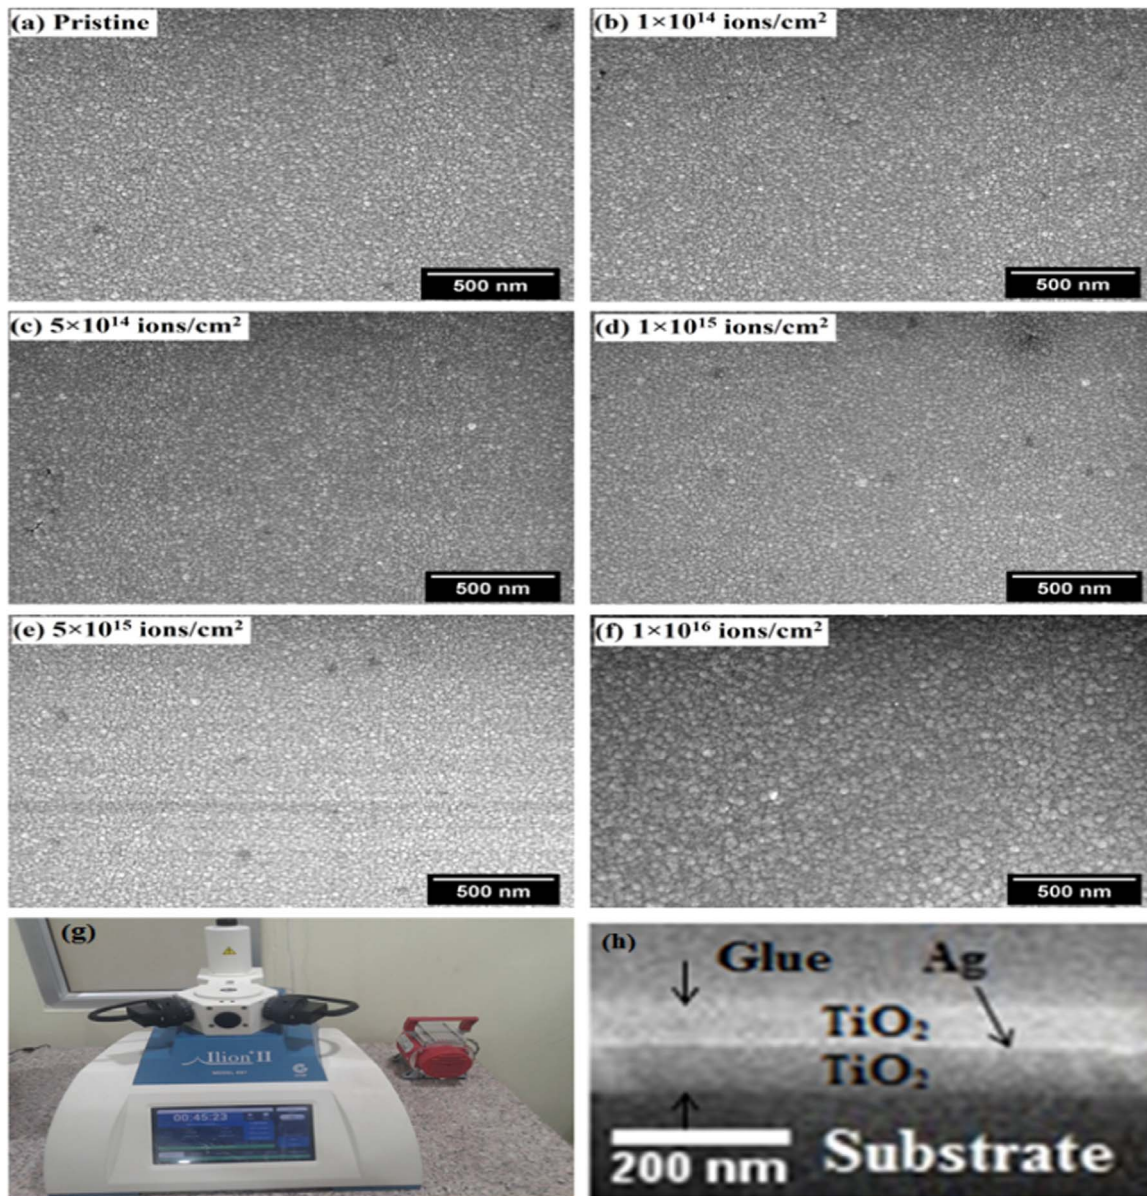 (a) Pristine
500 nm
(b) 1×10¹⁴ ions/cm²
500 nm
(c) 5×10¹⁴ ions/cm²
500 nm
(d) 1×10¹⁵ ions/cm²
500 nm
(e) 5×10¹⁵ ions/cm²
500 nm
(f) 1×10¹⁶ ions/cm²
500 nm
(g)
Ilion⁺ II
00:45:23
(h)
Glue
Ag
TiO₂
TiO₂
Substrate
200 nm